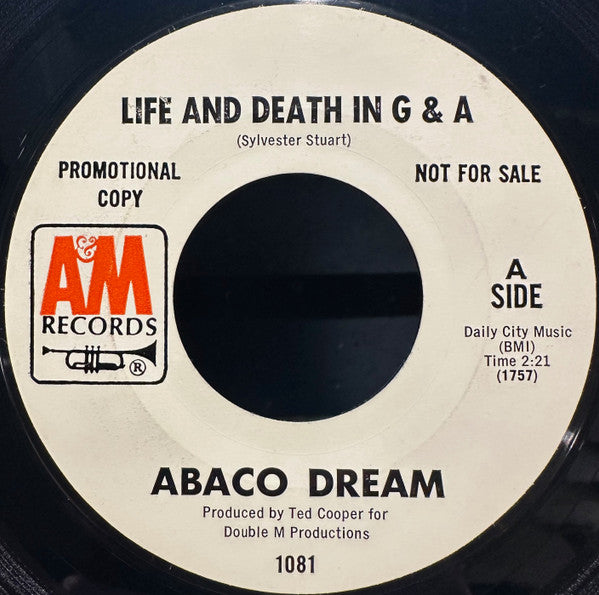 LIFE AND DEATH IN G & A
(Sylvester Stuart)
PROMOTIONAL
COPY
NOT FOR SALE
A&M
RECORDS
®
A
SIDE
Daily City Music
(BMI)
Time 2:21
(1757)
ABACO DREAM
Produced by Ted Cooper for
Double M Productions
1081